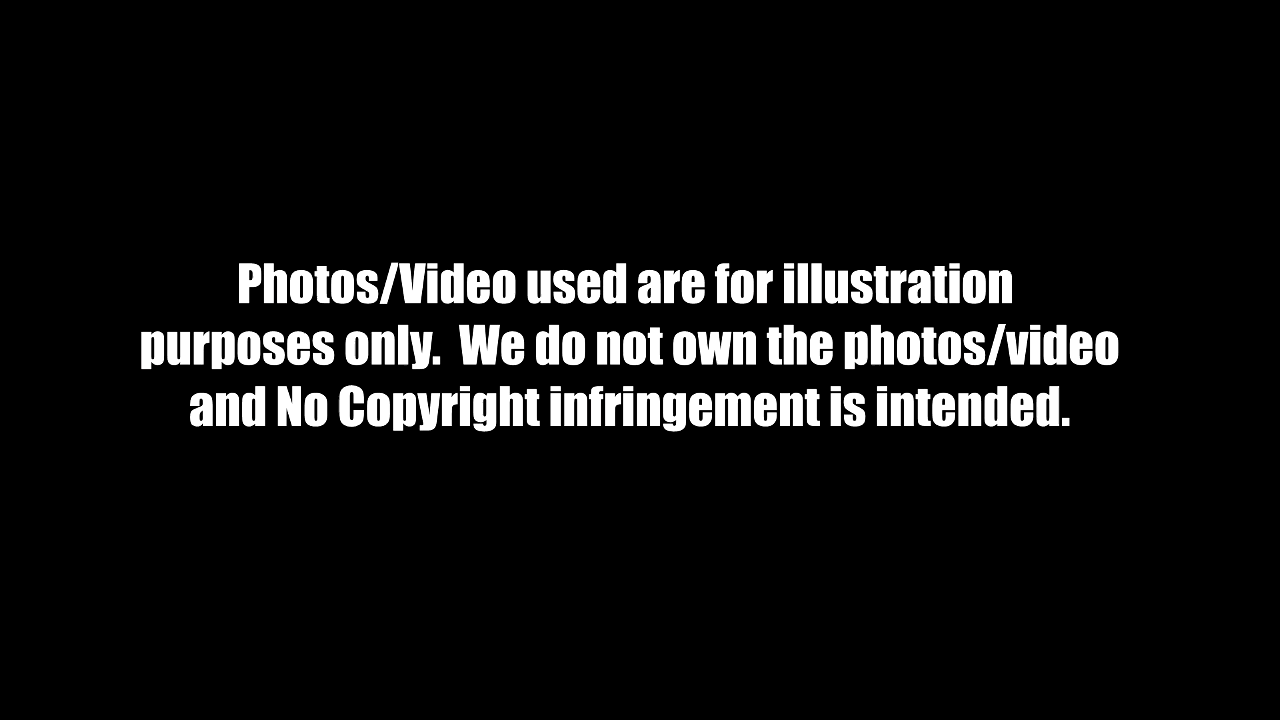 Photos/Video used are for illustration
purposes only.  We do not own the photos/video
and No Copyright infringement is intended.